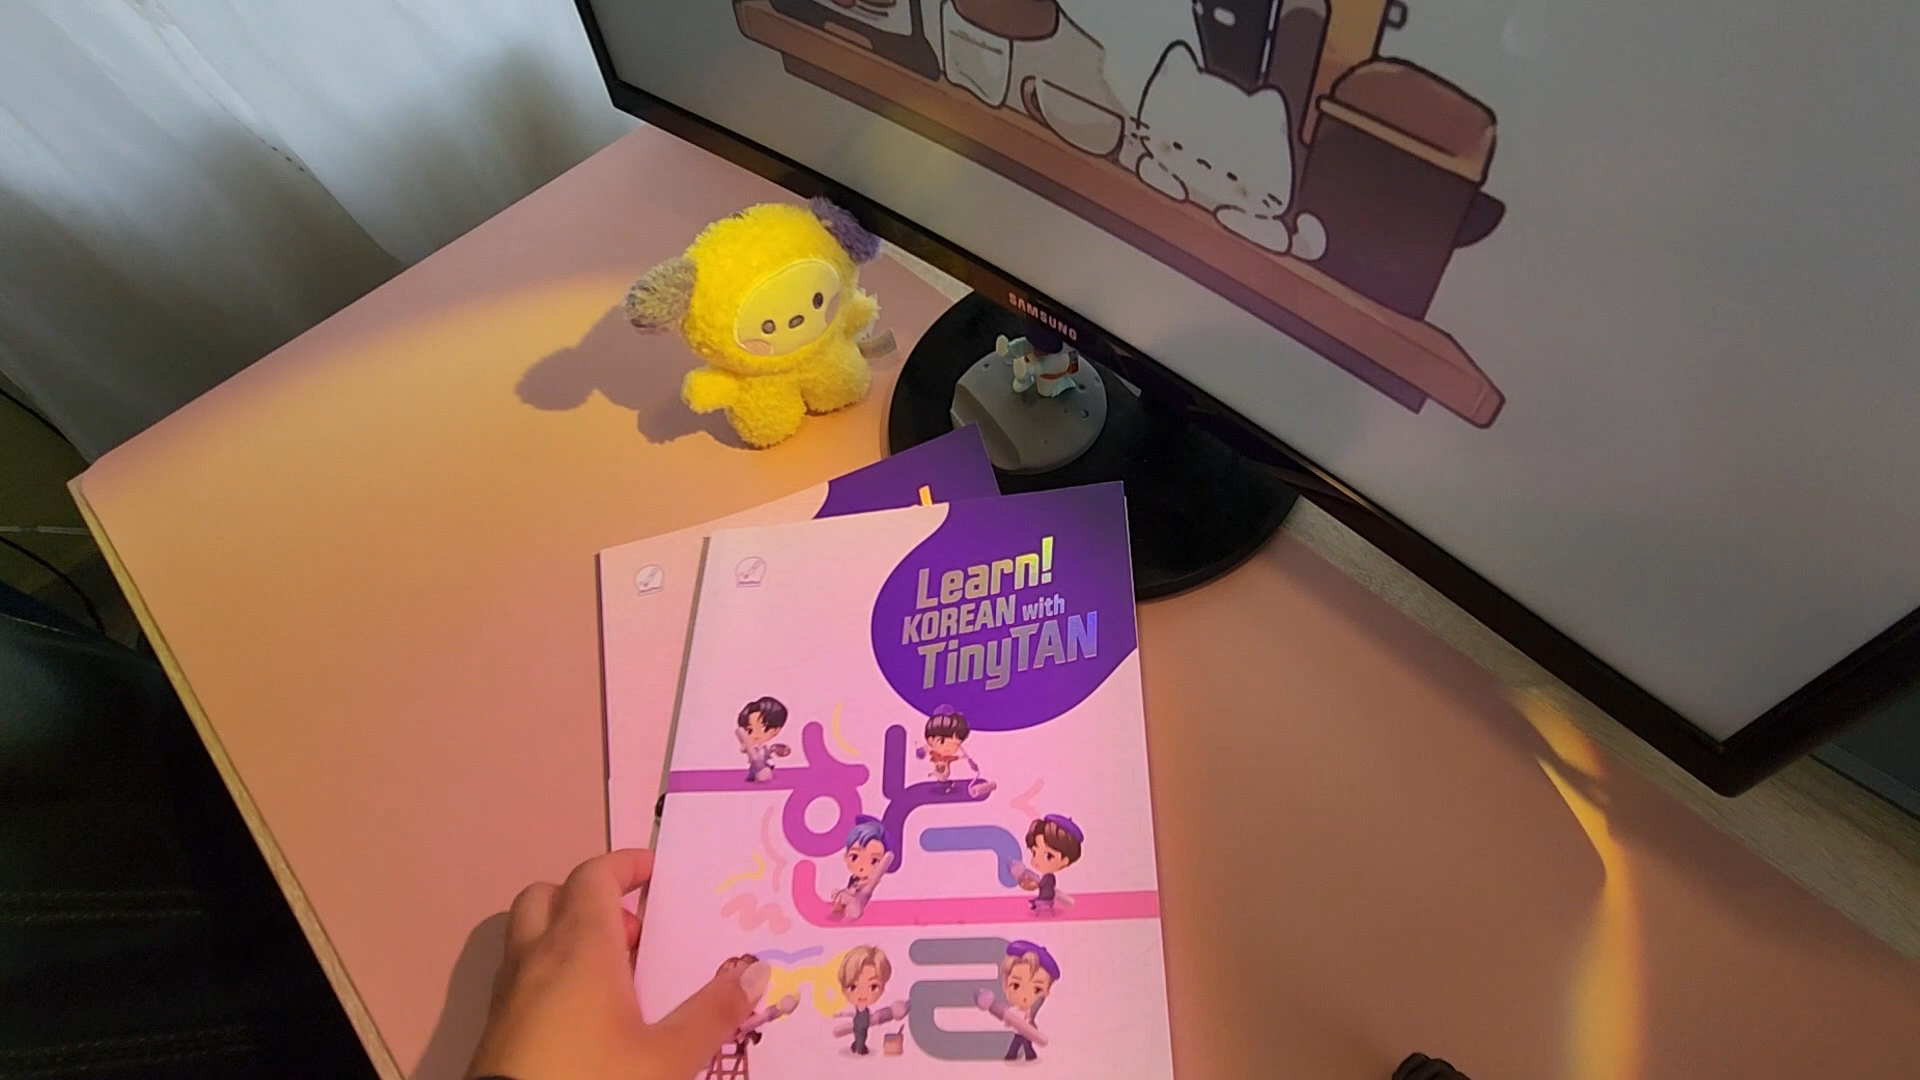 SAMSUNG
Learn!
KOREAN with
TinyTAN
한글